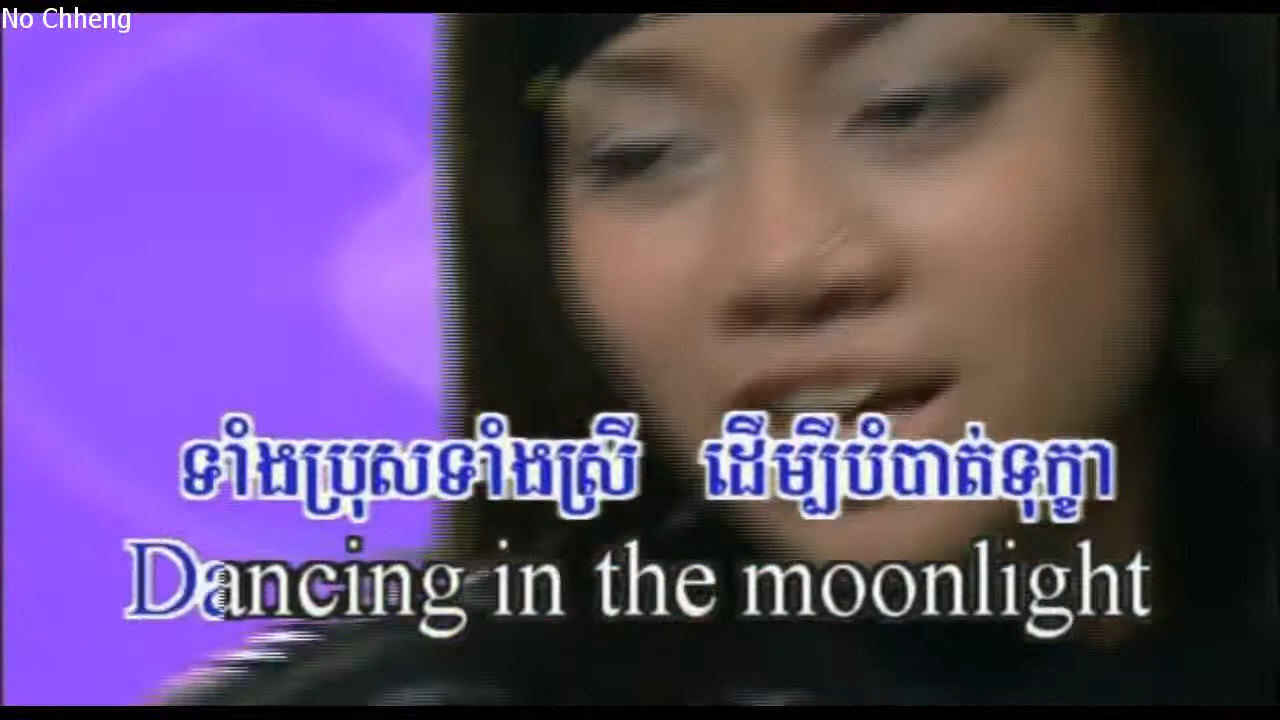 No Chheng
ទាំងប្រុសទាំងស្រី ដើម្បីបំបាត់ទុក្ខា
Dancing in the moonlight